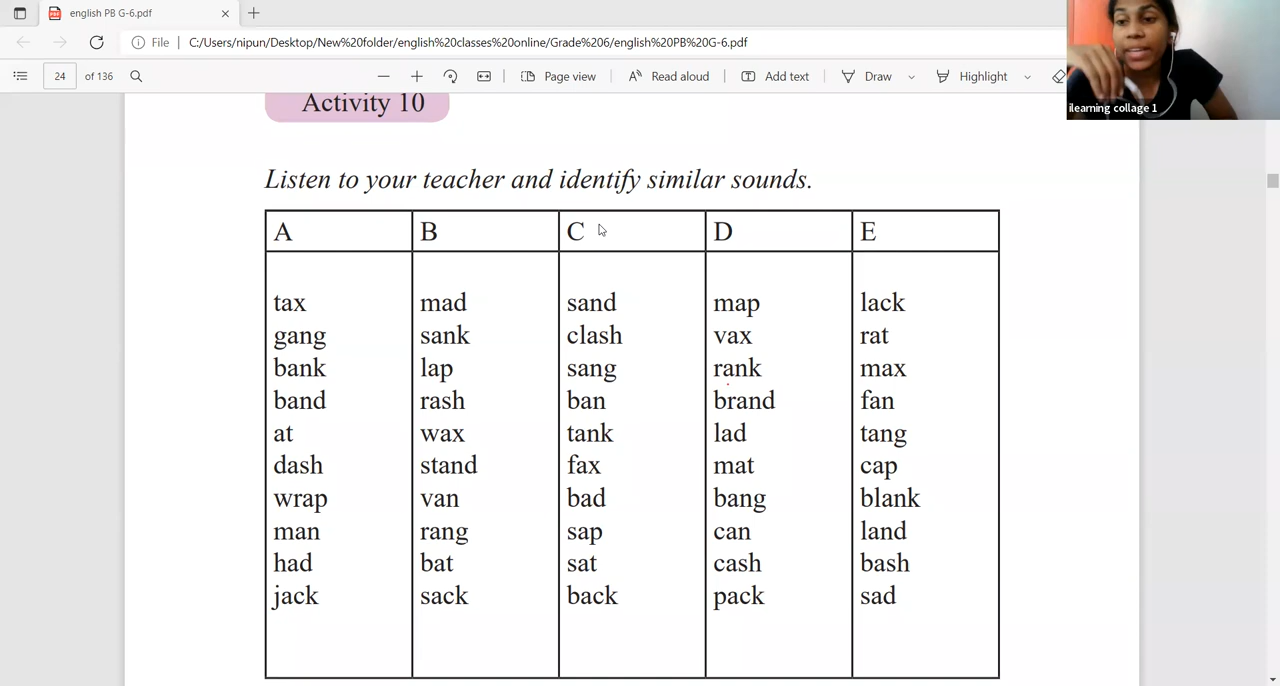 english PB G-6.pdf
File C:/Users/nipun/Desktop/New%20folder/english%20classes%20online/Grade%206/english%20PB%20G-6.pdf
24 of 136 Page view Read aloud Add text Draw Highlight
ilearning collage 1
Activity 10
Listen to your teacher and identify similar sounds.
A B C D E
tax mad sand map lack
gang sank clash vax rat
bank lap sang rank max
band rash ban brand fan
at wax tank lad tang
dash stand fax mat cap
wrap van bad bang blank
man rang sap can land
had bat sat cash bash
jack sack back pack sad